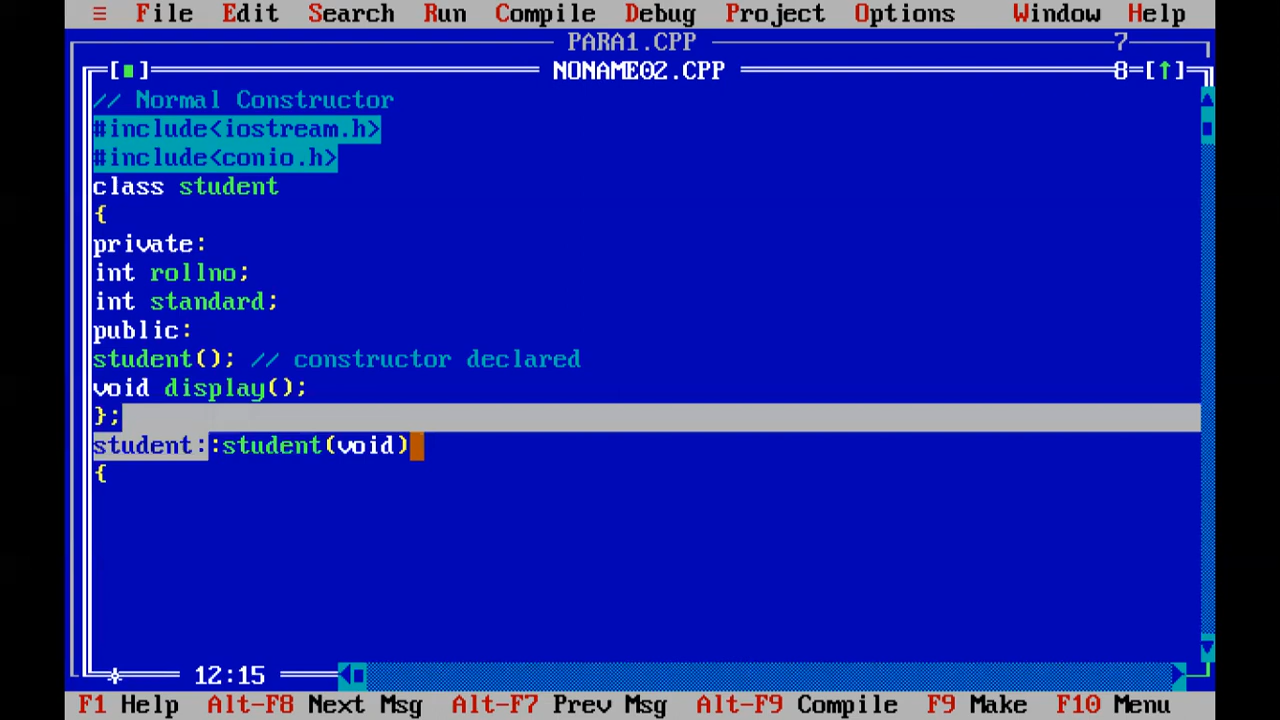 ≡ File Edit Search Run Compile Debug Project Options Window Help
PARA1.CPP 7
[■] NONAME02.CPP 8=[↑]
// Normal Constructor
#include<iostream.h>
#include<conio.h>
class student
{
private:
int rollno;
int standard;
public:
student(); // constructor declared
void display();
};
student::student(void)
{
12:15
F1 Help Alt-F8 Next Msg Alt-F7 Prev Msg Alt-F9 Compile F9 Make F10 Menu